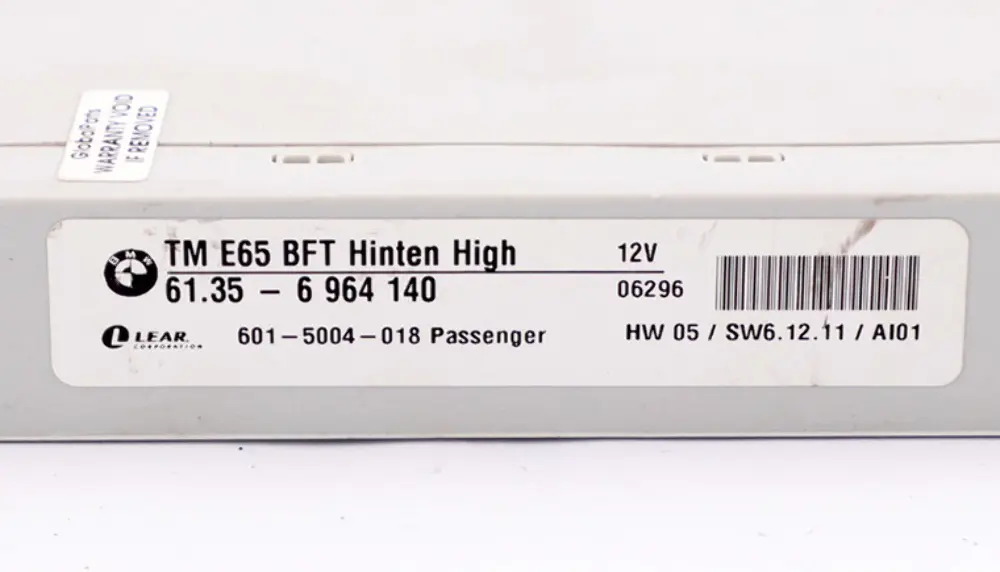 GlobalParts
WARRANTY VOID
IF REMOVED
BMW
TM E65 BFT Hinten High 12V
61.35 – 6 964 140 06296
LEAR. 601–5004–018 Passenger HW 05 / SW6.12.11 / AI01
CORPORATION